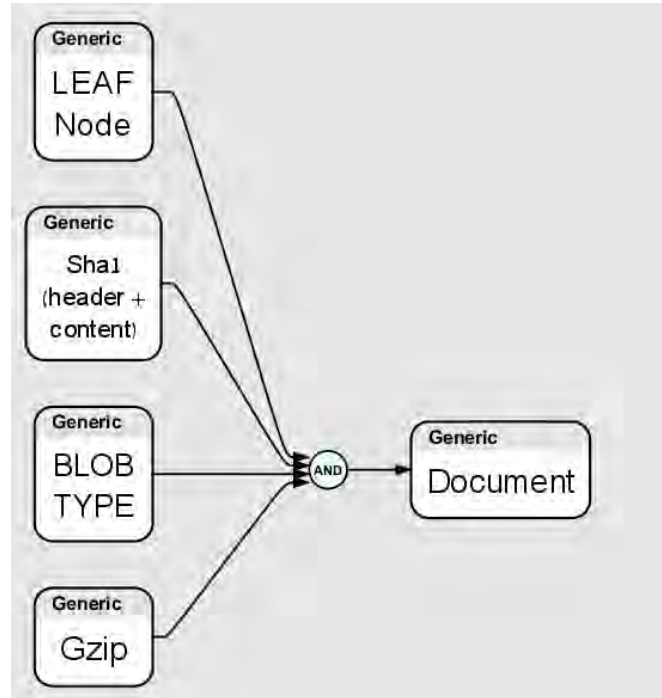 Generic
LEAF
Node
Generic
Sha1
(header +
content)
Generic
BLOB
TYPE
AND
Generic
Document
Generic
Gzip